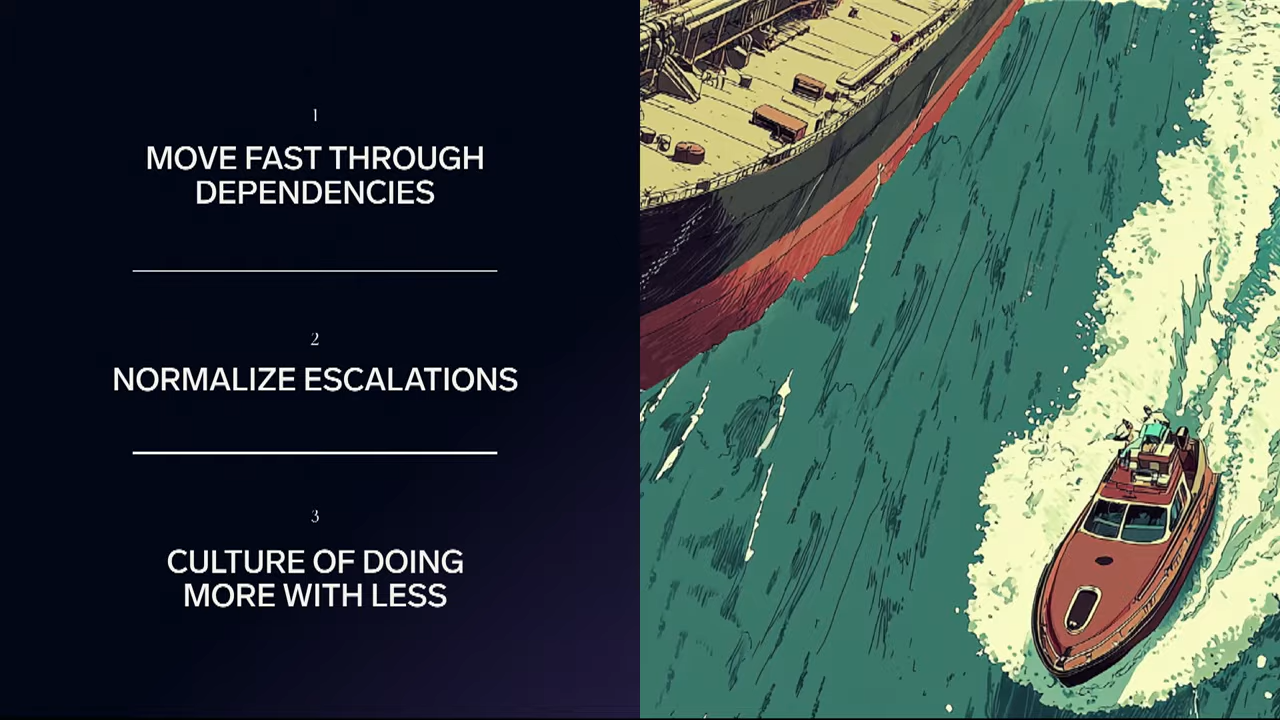 1
MOVE FAST THROUGH
DEPENDENCIES
2
NORMALIZE ESCALATIONS
3
CULTURE OF DOING
MORE WITH LESS